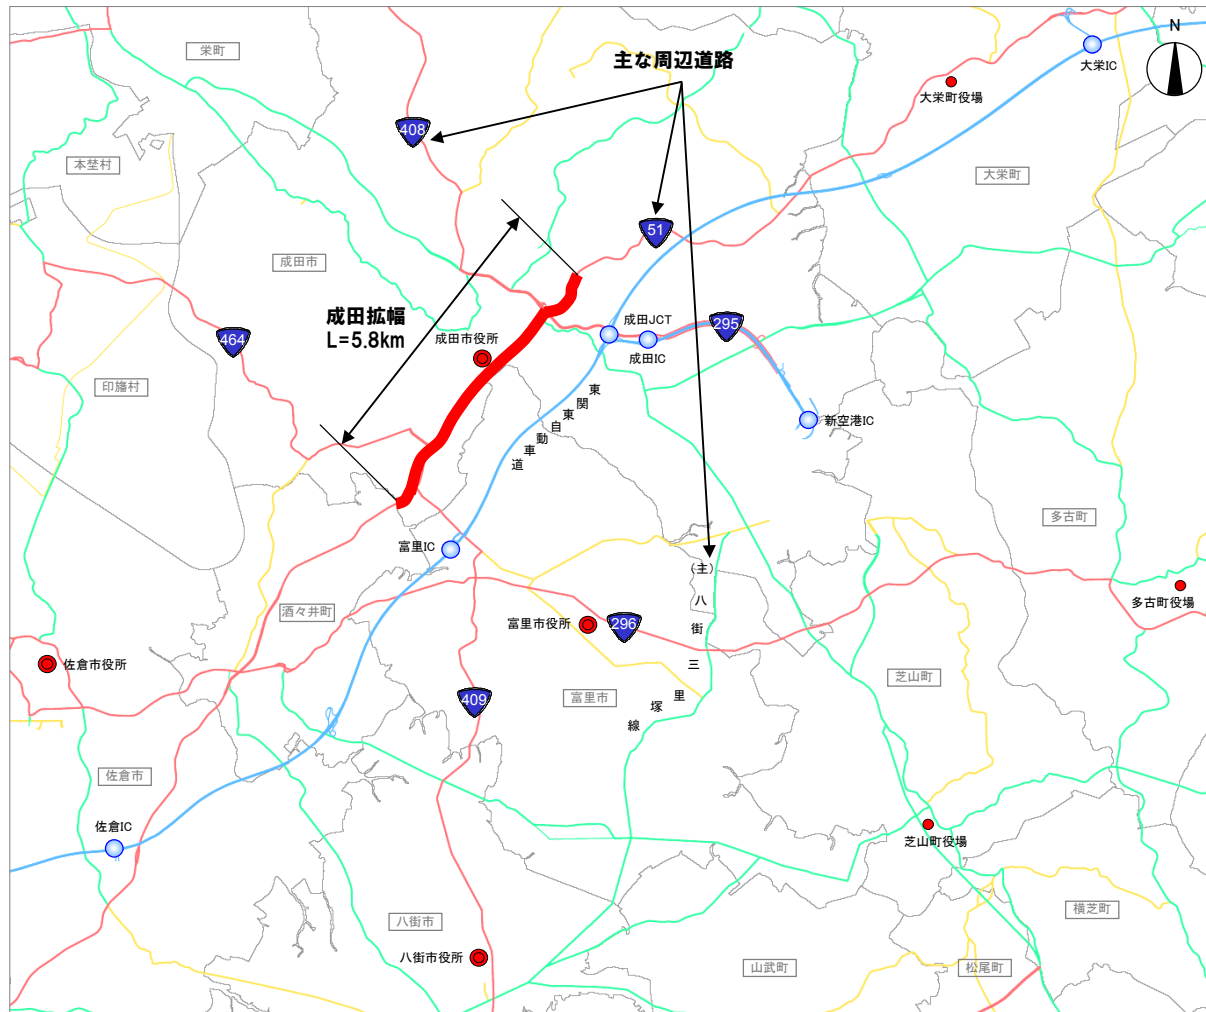 栄町
主な周辺道路
N
大栄IC
大栄町役場
408
本埜村
大栄町
51
成田市
成田拡幅
L=5.8km
成田市役所
464
成田JCT
成田IC
295
印旛村
東関東自動車道
新空港IC
富里IC
多古町
(主)八街三里塚線
酒々井町
多古町役場
富里市役所
296
佐倉市役所
芝山町
409
富里市
佐倉市
佐倉IC
芝山町役場
横芝町
八街市
八街市役所
山武町
松尾町